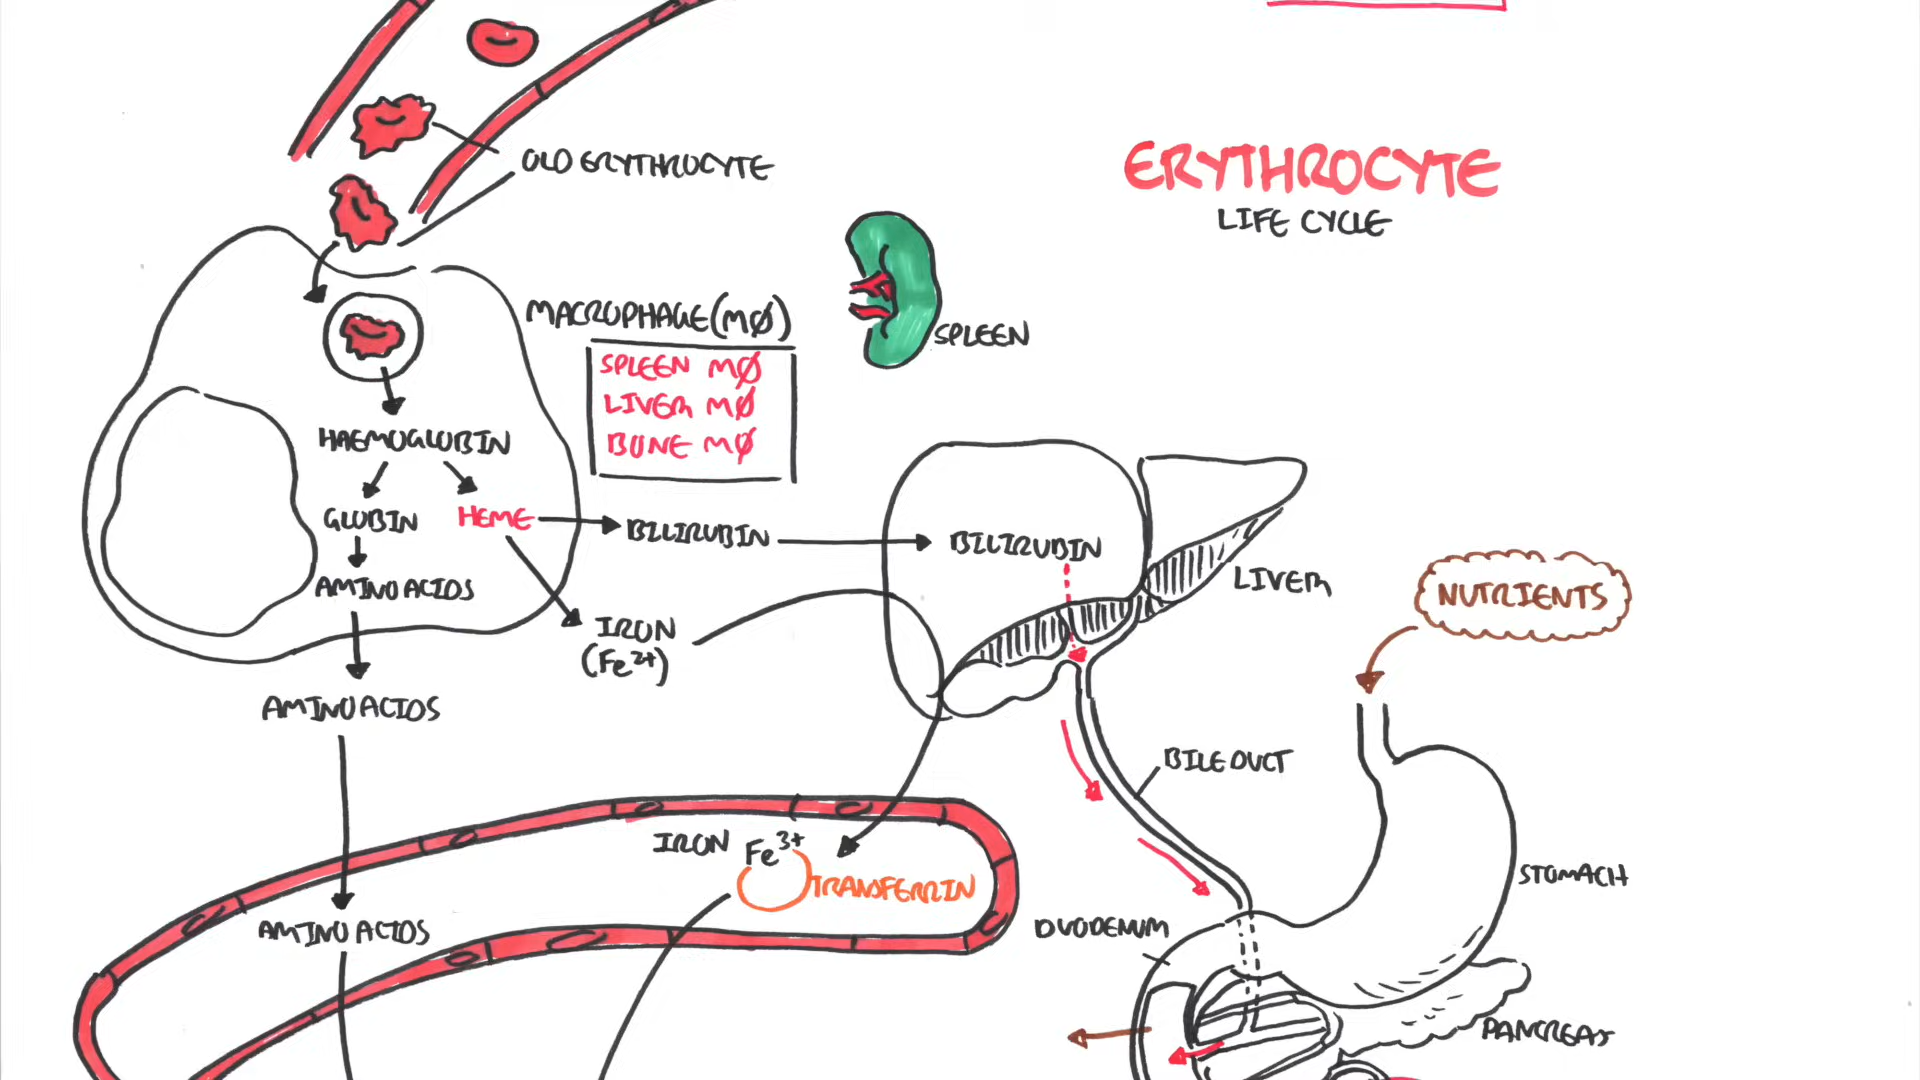 OLD ERYTHROCYTE
ERYTHROCYTE
LIFE CYCLE
MACROPHAGE (MØ)
SPLEEN
SPLEEN MØ
LIVER MØ
BONE MØ
HAEMOGLOBIN
GLOBIN
HEME
BILIRUBIN
BILIRUBIN
AMINO ACIDS
LIVER
NUTRIENTS
IRON
(Fe²⁺)
AMINO ACIDS
BILE DUCT
IRON Fe³⁺
TRANSFERRIN
STOMACH
AMINO ACIDS
DUODENUM
PANCREAS